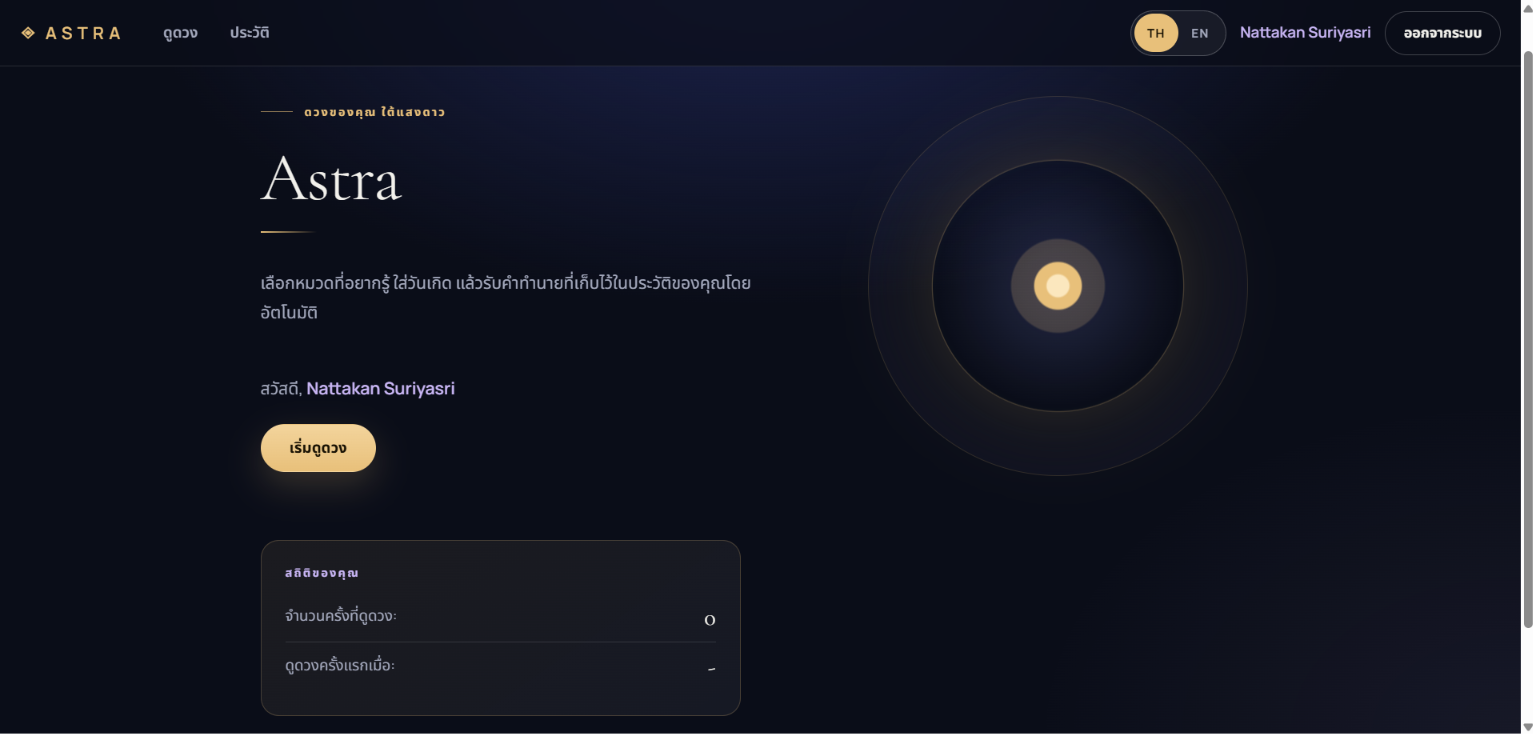 ASTRA
ดูดวง
ประวัติ
TH
EN
Nattakan Suriyasri
ออกจากระบบ
ดวงของคุณ ใต้แสงดาว
Astra
เลือกหมวดที่อยากรู้ ใส่วันเกิด แล้วรับคำทำนายที่เก็บไว้ในประวัติของคุณโดย
อัตโนมัติ
สวัสดี, Nattakan Suriyasri
เริ่มดูดวง
สถิติของคุณ
จำนวนครั้งที่ดูดวง: 0
ดูดวงครั้งแรกเมื่อ: –